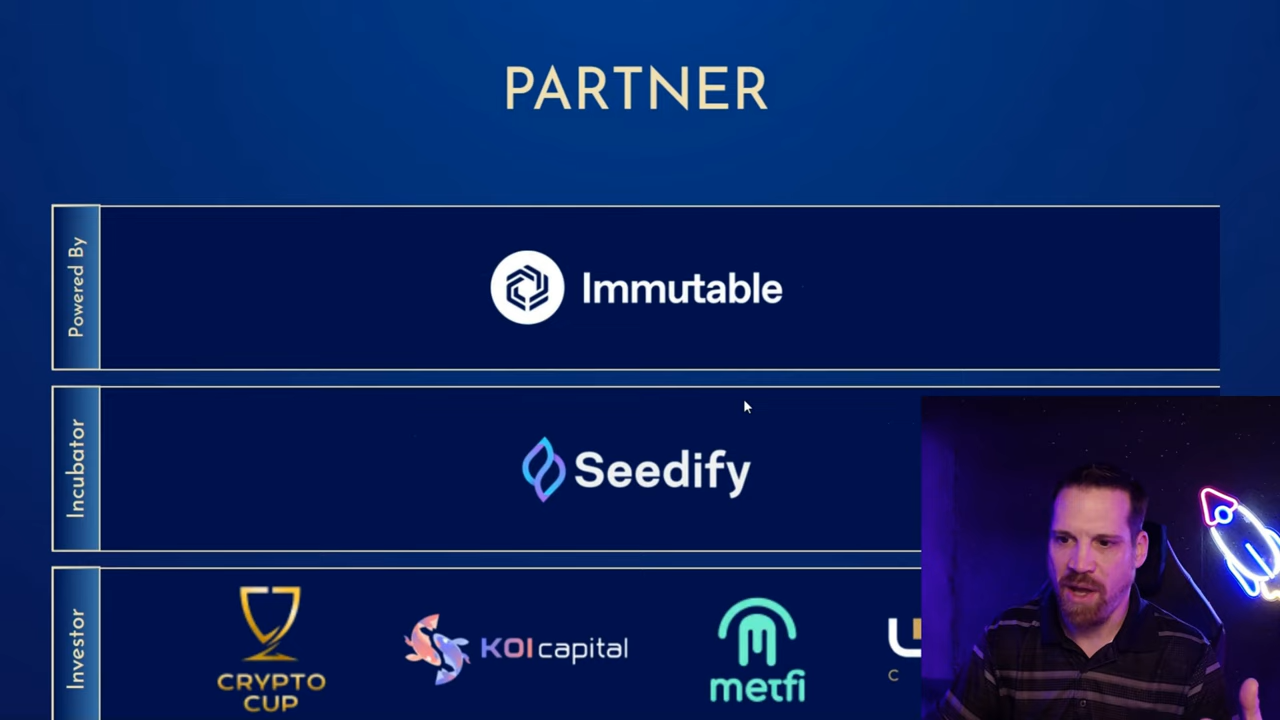 PARTNER
Powered By
Immutable
Incubator
Seedify
Investor
CRYPTO
CUP
KOI capital
metfi